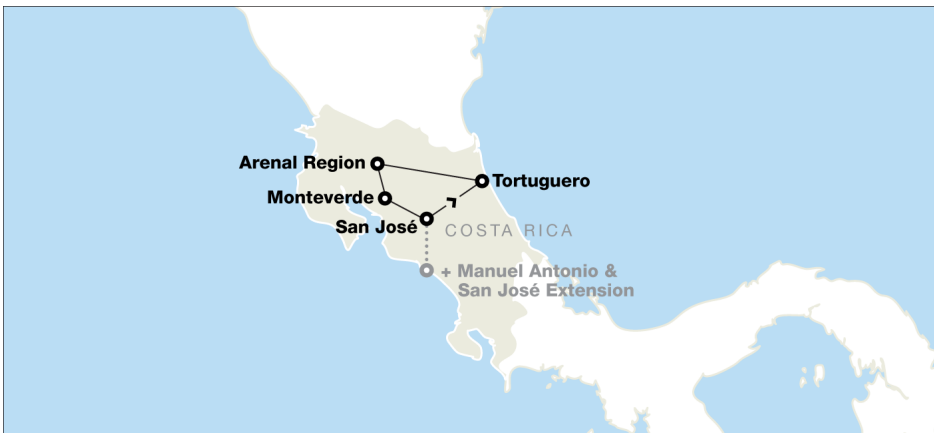 Arenal Region
Tortuguero
Monteverde
San José
COSTA RICA
+ Manuel Antonio &
San José Extension